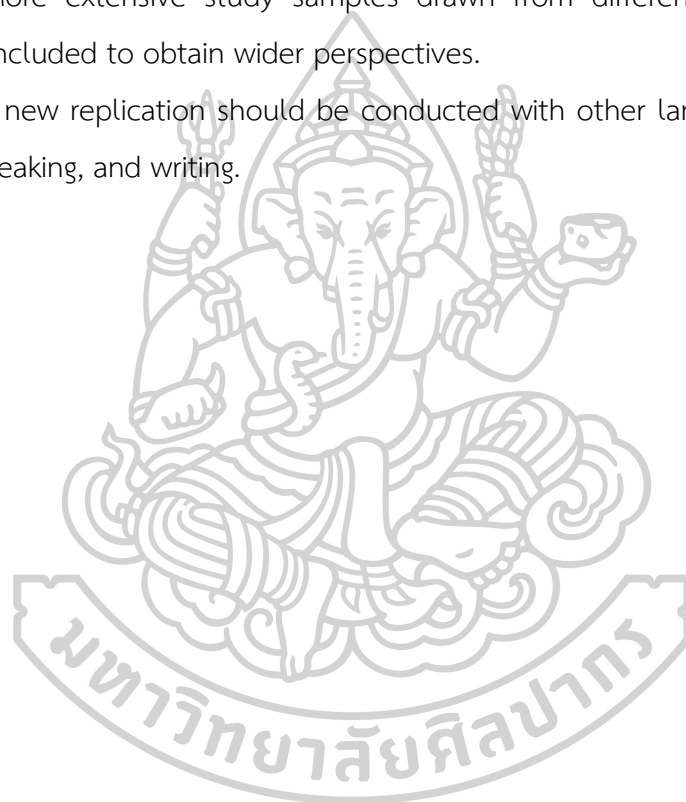 more extensive study samples drawn from differen
ncluded to obtain wider perspectives.
new replication should be conducted with other lan
eaking, and writing.
มหาวิทยาลัยศิลปากร